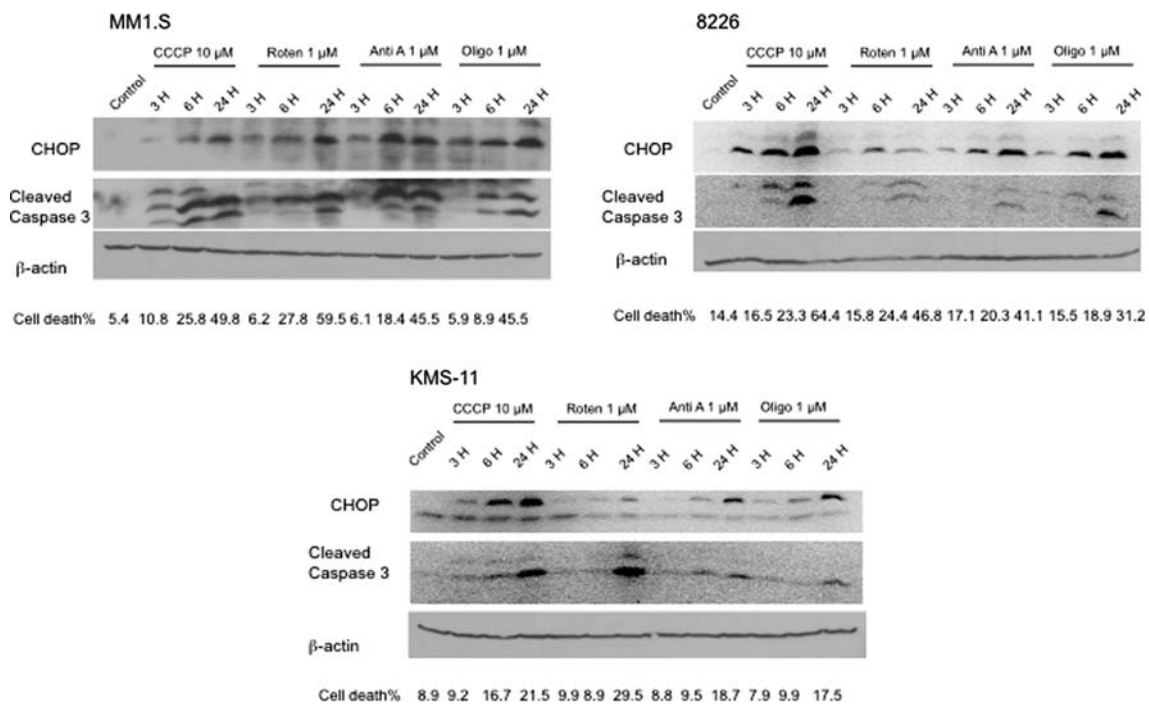 MM1.S
CCCP 10 μM Roten 1 μM Anti A 1 μM Oligo 1 μM
Control 3 H 6 H 24 H 3 H 6 H 24 H 3 H 6 H 24 H 3 H 6 H 24 H
CHOP
Cleaved
Caspase 3
β-actin
Cell death% 5.4 10.8 25.8 49.8 6.2 27.8 59.5 6.1 18.4 45.5 5.9 8.9 45.5
8226
CCCP 10 μM Roten 1 μM Anti A 1 μM Oligo 1 μM
Control 3 H 6 H 24 H 3 H 6 H 24 H 3 H 6 H 24 H 3 H 6 H 24 H
CHOP
Cleaved
Caspase 3
β-actin
Cell death% 14.4 16.5 23.3 64.4 15.8 24.4 46.8 17.1 20.3 41.1 15.5 18.9 31.2
KMS-11
CCCP 10 μM Roten 1 μM Anti A 1 μM Oligo 1 μM
Control 3 H 6 H 24 H 3 H 6 H 24 H 3 H 6 H 24 H 3 H 6 H 24 H
CHOP
Cleaved
Caspase 3
β-actin
Cell death% 8.9 9.2 16.7 21.5 9.9 8.9 29.5 8.8 9.5 18.7 7.9 9.9 17.5